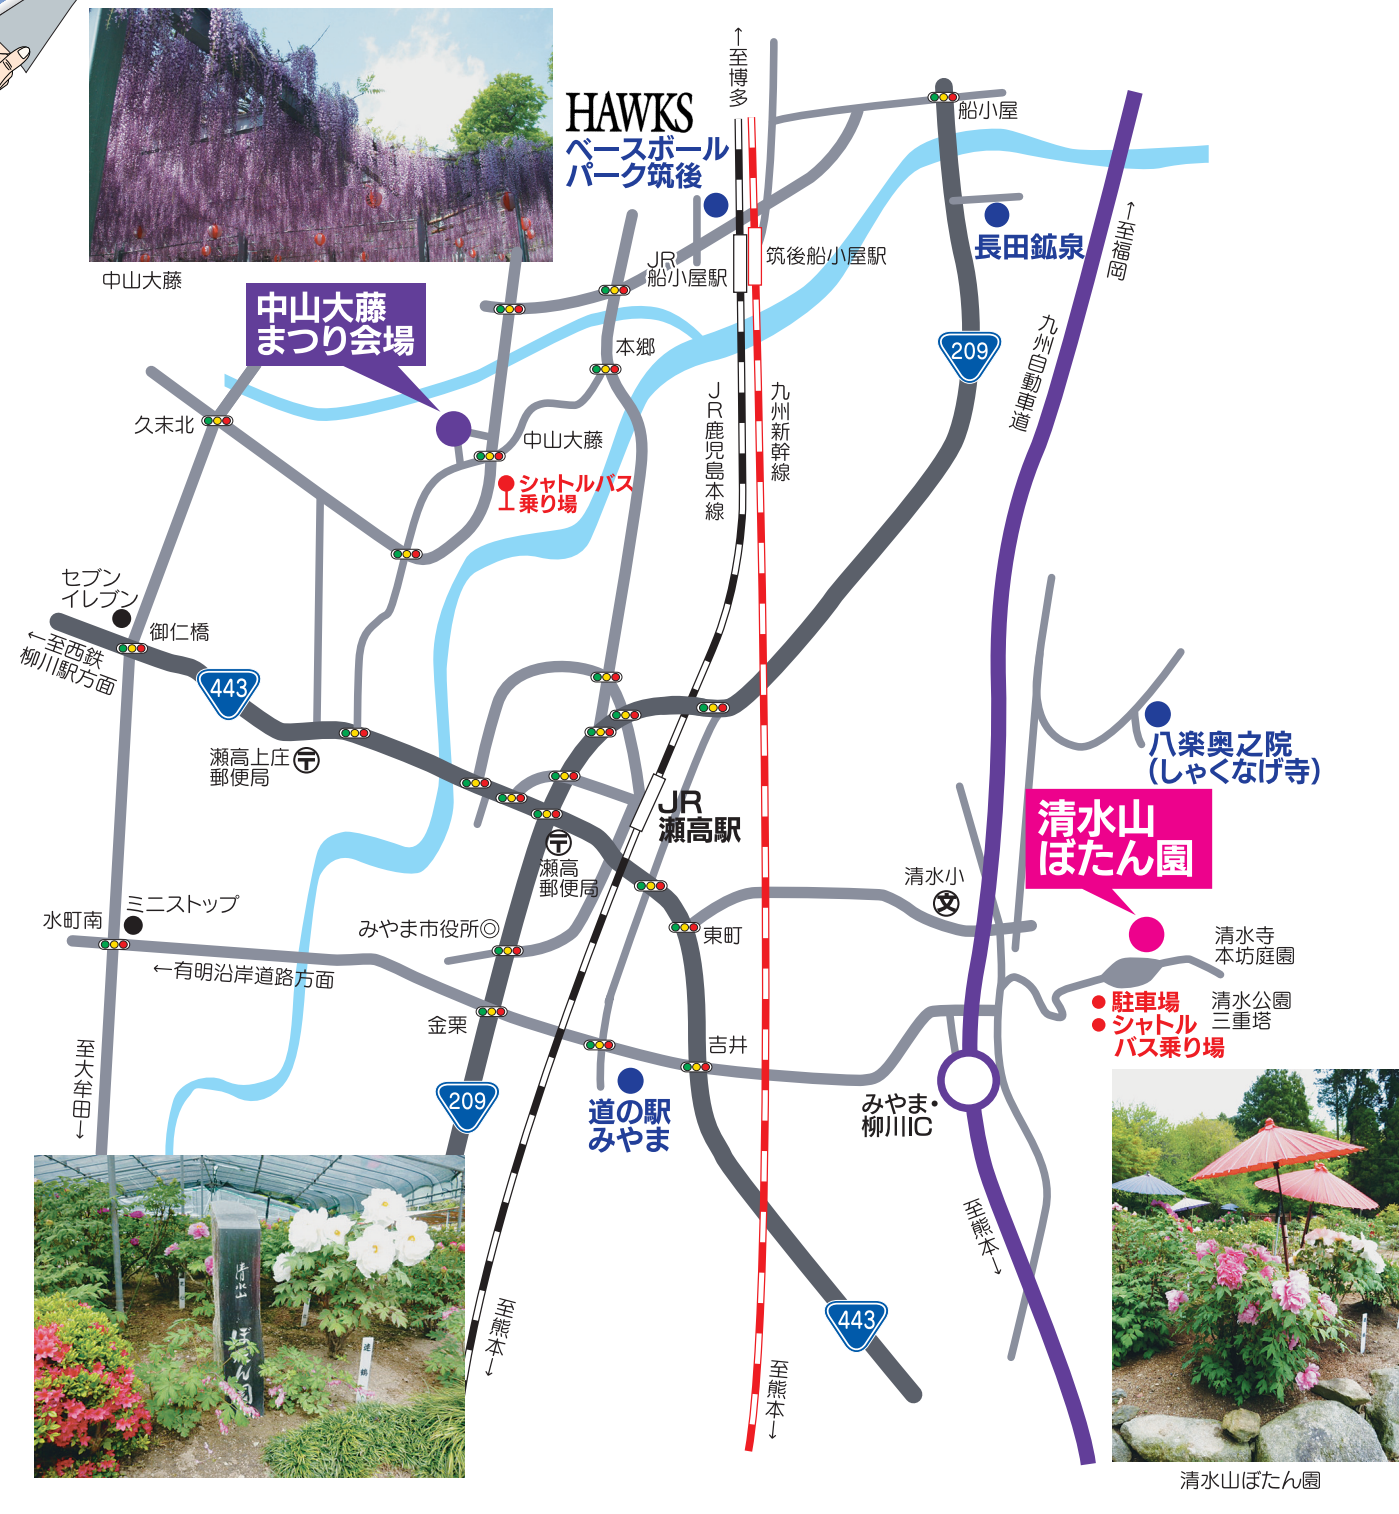 ↑至博多
HAWKS
ベースボール
パーク筑後
船小屋
長田鉱泉
↑至福岡
中山大藤
JR
船小屋駅
筑後船小屋駅
中山大藤
まつり会場
209
九州自動車道
本郷
JR鹿児島本線
九州新幹線
久末北
中山大藤
シャトルバス
乗り場
セブン
イレブン
御仁橋
←至西鉄
柳川駅方面
443
瀬高上庄
郵便局
八楽奥之院
(しゃくなげ寺)
JR
瀬高駅
清水山
ぼたん園
瀬高
郵便局
清水小
文
ミニストップ
水町南
みやま市役所◎
東町
清水寺
本坊庭園
←有明沿岸道路方面
駐車場
シャトル
バス乗り場
清水公園
三重塔
金栗
吉井
至大牟田→
209
道の駅
みやま
みやま・
柳川IC
至熊本→
清水山
ぼたん園
至熊本→
443
至熊本→
清水山ぼたん園